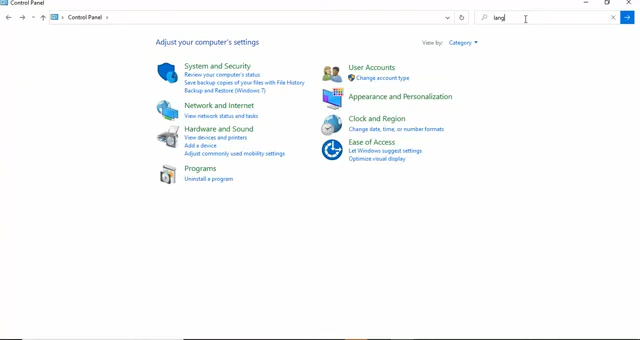 Control Panel
Control Panel
lang
Adjust your computer's settings
View by: Category
System and Security
Review your computer's status
Save backup copies of your files with File History
Backup and Restore (Windows 7)
Network and Internet
View network status and tasks
Hardware and Sound
View devices and printers
Add a device
Adjust commonly used mobility settings
Programs
Uninstall a program
User Accounts
Change account type
Appearance and Personalization
Clock and Region
Change date, time, or number formats
Ease of Access
Let Windows suggest settings
Optimize visual display